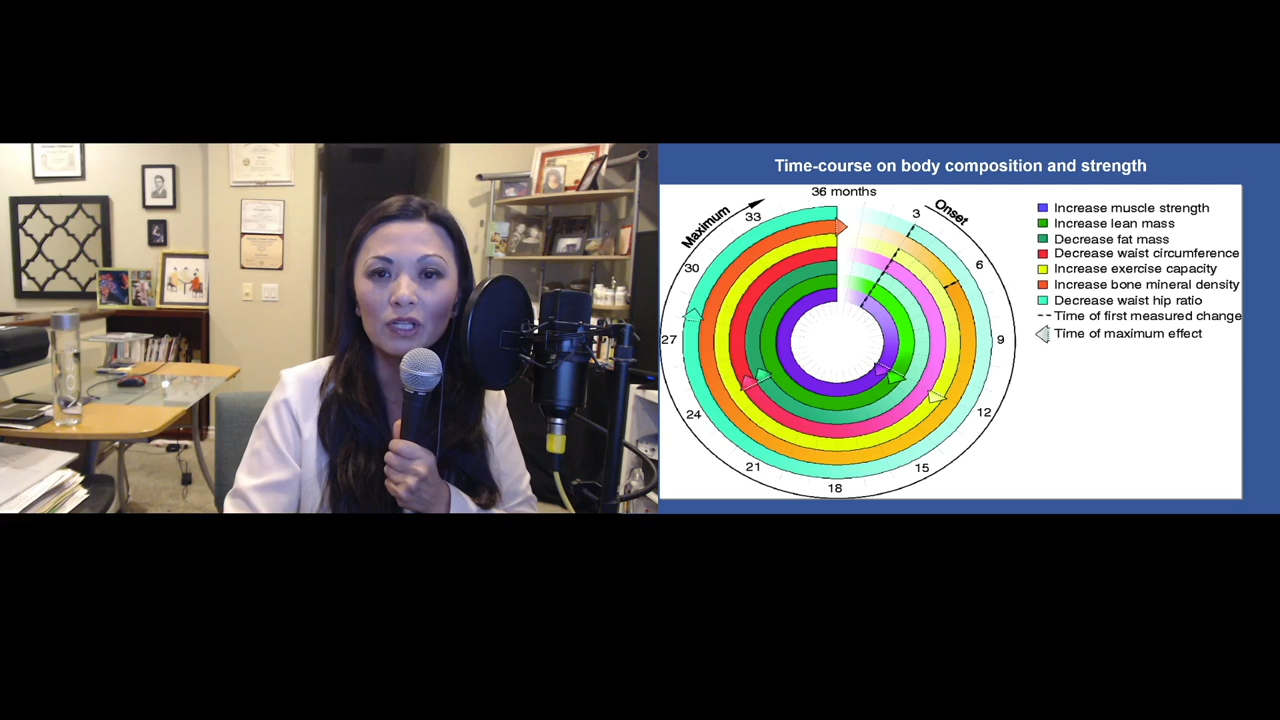 Time-course on body composition and strength
36 months
Maximum
Onset
33
3
30
6
27
9
24
12
21
15
18
Increase muscle strength
Increase lean mass
Decrease fat mass
Decrease waist circumference
Increase exercise capacity
Increase bone mineral density
Decrease waist hip ratio
Time of first measured change
Time of maximum effect